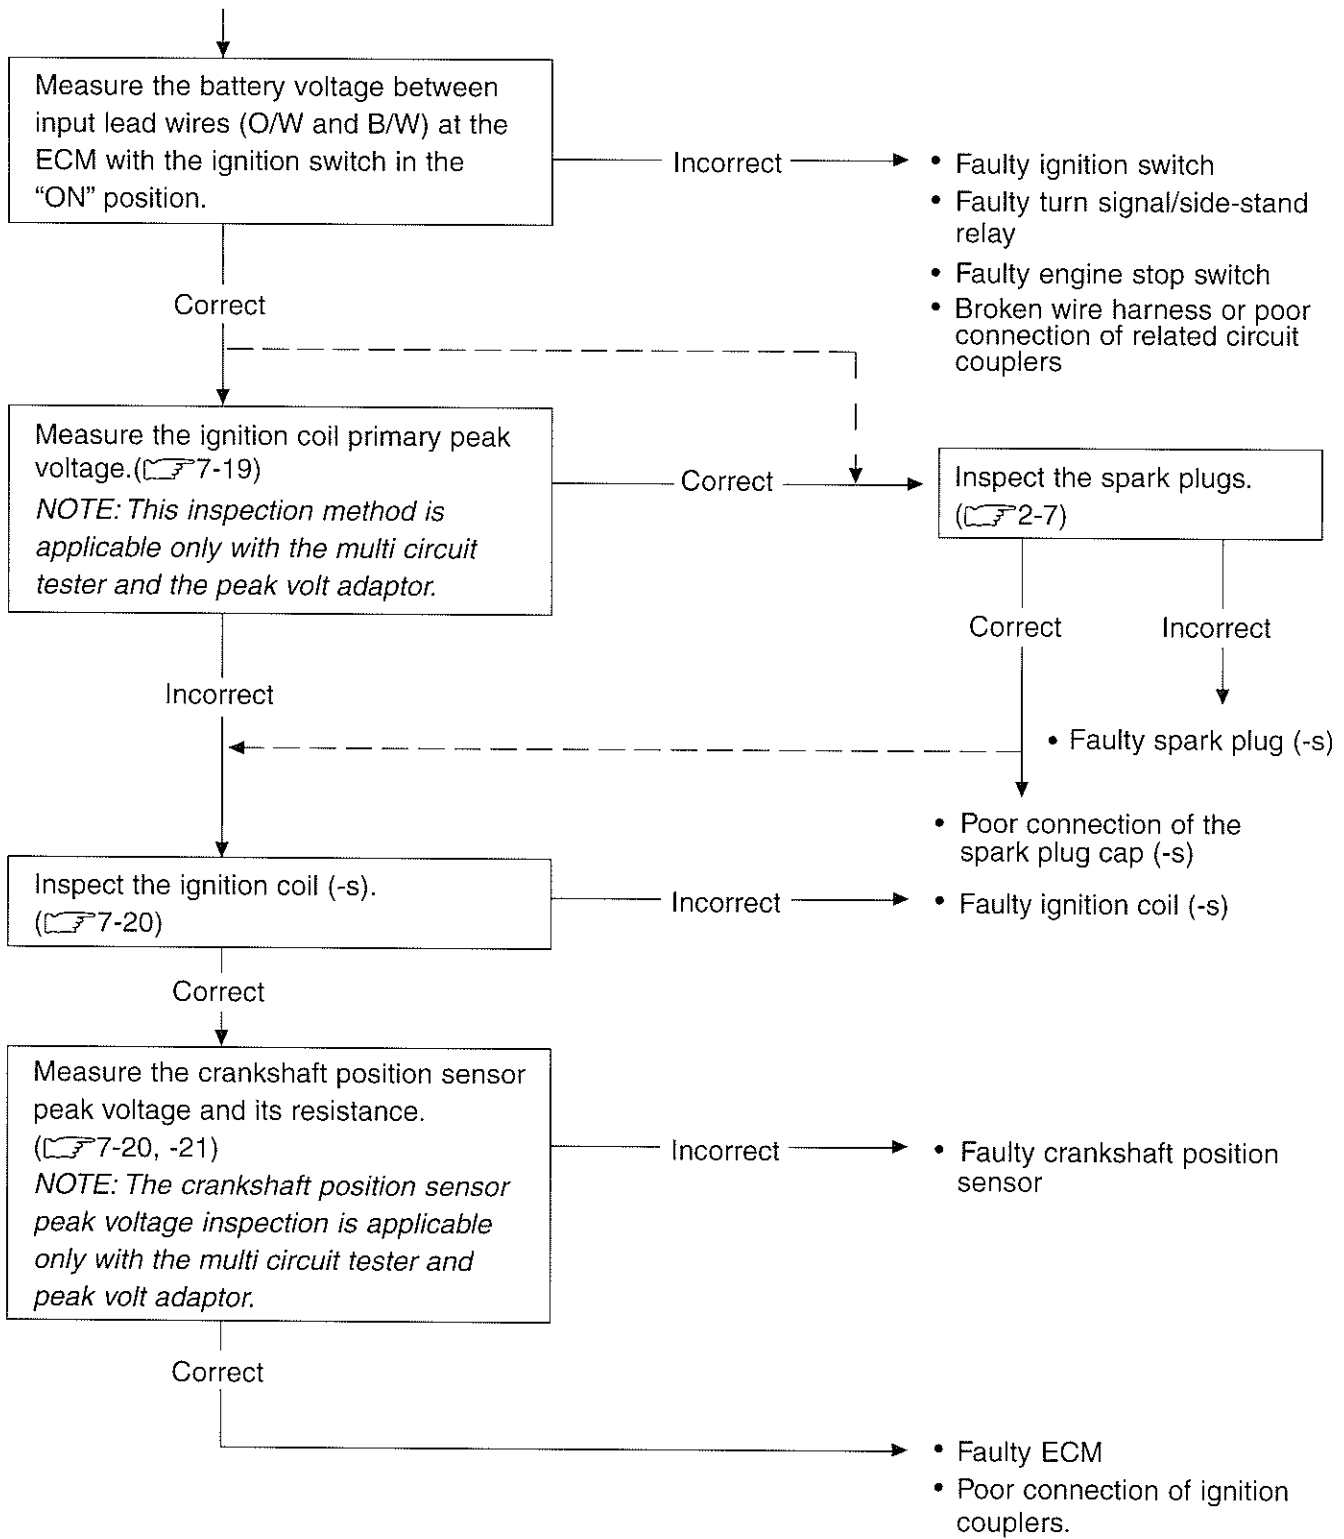 Measure the battery voltage between
input lead wires (O/W and B/W) at the
ECM with the ignition switch in the
“ON” position.
Incorrect
• Faulty ignition switch
• Faulty turn signal/side-stand
relay
• Faulty engine stop switch
• Broken wire harness or poor
connection of related circuit
couplers
Correct
Measure the ignition coil primary peak
voltage.(7-19)
NOTE: This inspection method is
applicable only with the multi circuit
tester and the peak volt adaptor.
Correct
Inspect the spark plugs.
(2-7)
Correct
Incorrect
Incorrect
• Faulty spark plug (-s)
• Poor connection of the
spark plug cap (-s)
Inspect the ignition coil (-s).
(7-20)
Incorrect
• Faulty ignition coil (-s)
Correct
Measure the crankshaft position sensor
peak voltage and its resistance.
(7-20, -21)
NOTE: The crankshaft position sensor
peak voltage inspection is applicable
only with the multi circuit tester and
peak volt adaptor.
Incorrect
• Faulty crankshaft position
sensor
Correct
• Faulty ECM
• Poor connection of ignition
couplers.